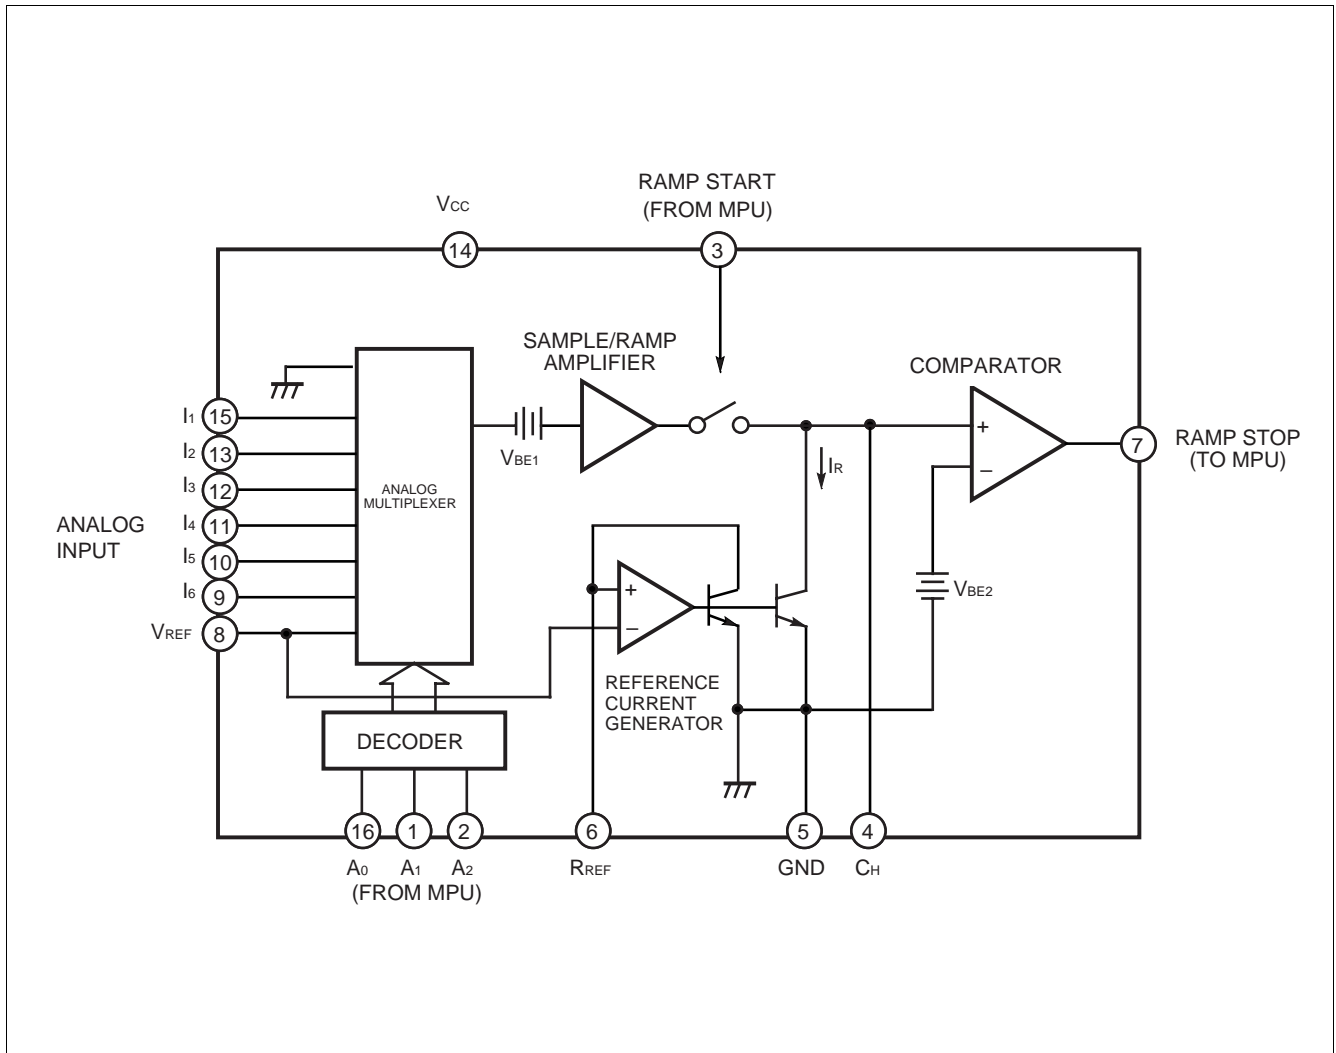 RAMP START
(FROM MPU)
VCC
14
3
SAMPLE/RAMP
AMPLIFIER
COMPARATOR
I1 15
I2 13
I3 12
I4 11
I5 10
I6 9
VREF 8
ANALOG
INPUT
ANALOG
MULTIPLEXER
VBE1
IR
+
−
7
RAMP STOP
(TO MPU)
+
−
VBE2
REFERENCE
CURRENT
GENERATOR
DECODER
16 1 2 6 5 4
A0 A1 A2 RREF GND CH
(FROM MPU)